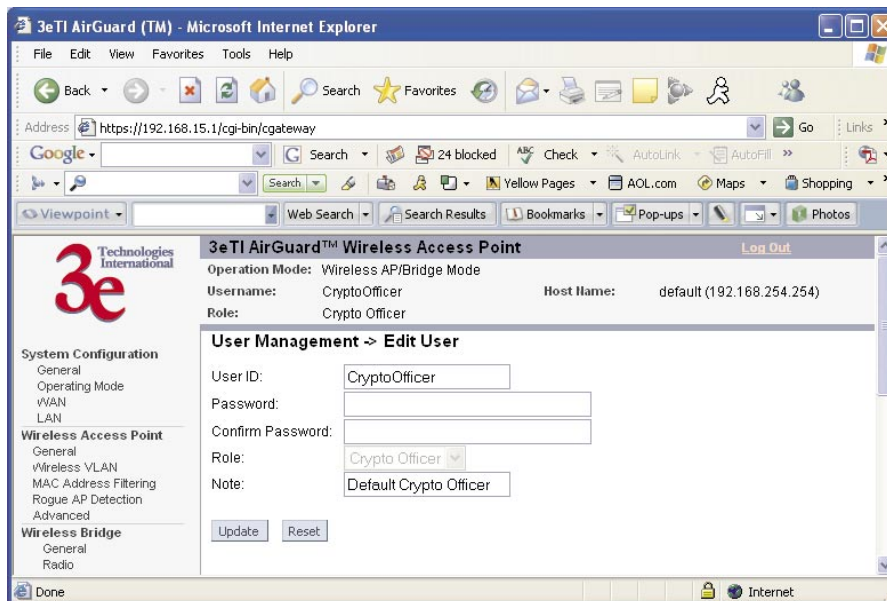 3eTI AirGuard (TM) - Microsoft Internet Explorer
File Edit View Favorites Tools Help
Back Search Favorites
Address https://192.168.15.1/cgi-bin/cgateway Go Links
Google Search 24 blocked ABC Check AutoLink AutoFill
Search Yellow Pages AOL.com Maps Shopping
Viewpoint Web Search Search Results Bookmarks Pop-ups Photos
3e Technologies International
3eTI AirGuard™ Wireless Access Point Log Out
Operation Mode: Wireless AP/Bridge Mode
Username: CryptoOfficer Host Name: default (192.168.254.254)
Role: Crypto Officer
System Configuration
General
Operating Mode
WAN
LAN
Wireless Access Point
General
Wireless VLAN
MAC Address Filtering
Rogue AP Detection
Advanced
Wireless Bridge
General
Radio
User Management -> Edit User
User ID: CryptoOfficer
Password:
Confirm Password:
Role: Crypto Officer
Note: Default Crypto Officer
Update Reset
Done Internet